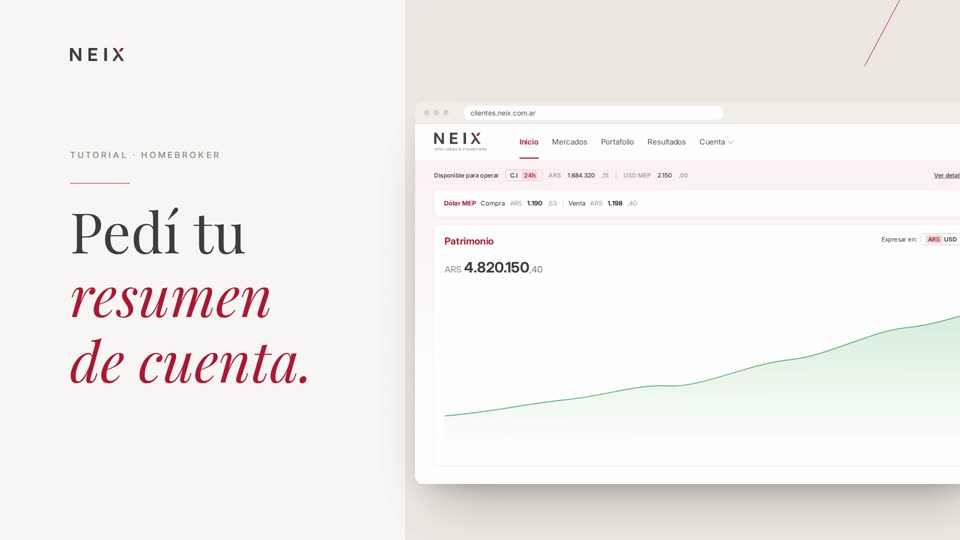 NEIX
TUTORIAL · HOMEBROKER
Pedí tu
resumen
de cuenta.
clientes.neix.com.ar
NEIX
INTELIGENCIA FINANCIERA
Inicio Mercados Portafolio Resultados Cuenta
Disponible para operar C.I 24h ARS 1.684.320 ,15 | USD MEP 2.150 ,00 Ver detal
Dólar MEP Compra ARS 1.190 ,63 | Venta ARS 1.198 ,40
Patrimonio
Expresar en: ARS USD
ARS 4.820.150,40